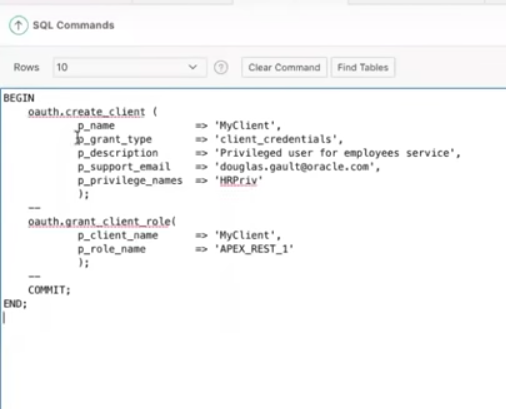 SQL Commands
Rows 10 Clear Command Find Tables
BEGIN
oauth.create_client (
p_name => 'MyClient',
p_grant_type => 'client_credentials',
p_description => 'Privileged user for employees service',
p_support_email => 'douglas.gault@oracle.com',
p_privilege_names => 'HRPriv'
);
--
oauth.grant_client_role(
p_client_name => 'MyClient',
p_role_name => 'APEX_REST_1'
);
--
COMMIT;
END;